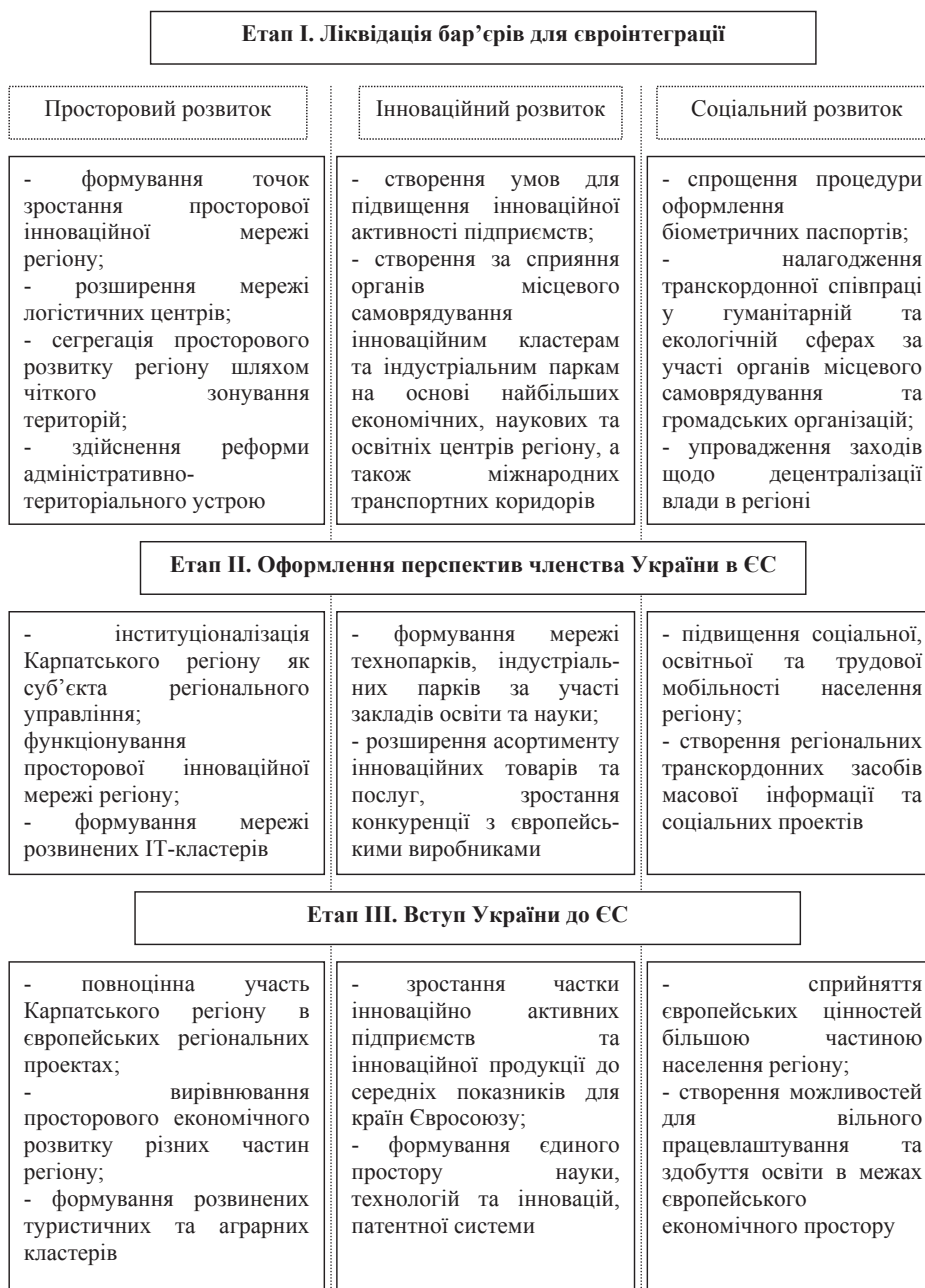 Етап І. Ліквідація бар’єрів для євроінтеграції
Просторовий розвиток
Інноваційний розвиток
Соціальний розвиток
- формування точок
зростання просторової
інноваційної мережі
регіону;
- розширення мережі
логістичних центрів;
- сегрегація просторового
розвитку регіону шляхом
чіткого зонування
територій;
- здійснення реформи
адміністративно-
територіального устрою
- створення умов для
підвищення інноваційної
активності підприємств;
- створення за сприяння
органів місцевого
самоврядування
інноваційним кластерам
та індустріальним паркам
на основі найбільших
економічних, наукових та
освітніх центрів регіону, а
також міжнародних
транспортних коридорів
- спрощення процедури
оформлення
біометричних паспортів;
- налагодження
транскордонної співпраці
у гуманітарній та
екологічній сферах за
участі органів місцевого
самоврядування та
громадських організацій;
- упровадження заходів
щодо децентралізації
влади в регіоні
Етап ІІ. Оформлення перспектив членства України в ЄС
- інституціоналізація
Карпатського регіону як
суб’єкта регіонального
управління;
функціонування
просторової інноваційної
мережі регіону;
- формування мережі
розвинених ІТ-кластерів
- формування мережі
технопарків, індустріаль-
них парків за участі
закладів освіти та науки;
- розширення асортименту
інноваційних товарів та
послуг, зростання
конкуренції з європейсь-
кими виробниками
- підвищення соціальної,
освітньої та трудової
мобільності населення
регіону;
- створення регіональних
транскордонних засобів
масової інформації та
соціальних проектів
Етап ІІІ. Вступ України до ЄС
- повноцінна участь
Карпатського регіону в
європейських регіональних
проектах;
- вирівнювання
просторового економічного
розвитку різних частин
регіону;
- формування розвинених
туристичних та аграрних
кластерів
- зростання частки
інноваційно активних
підприємств та
інноваційної продукції до
середніх показників для
країн Євросоюзу;
- формування єдиного
простору науки,
технологій та інновацій,
патентної системи
- сприйняття
європейських цінностей
більшою частиною
населення регіону;
- створення можливостей
для вільного
працевлаштування та
здобуття освіти в межах
європейського
економічного простору